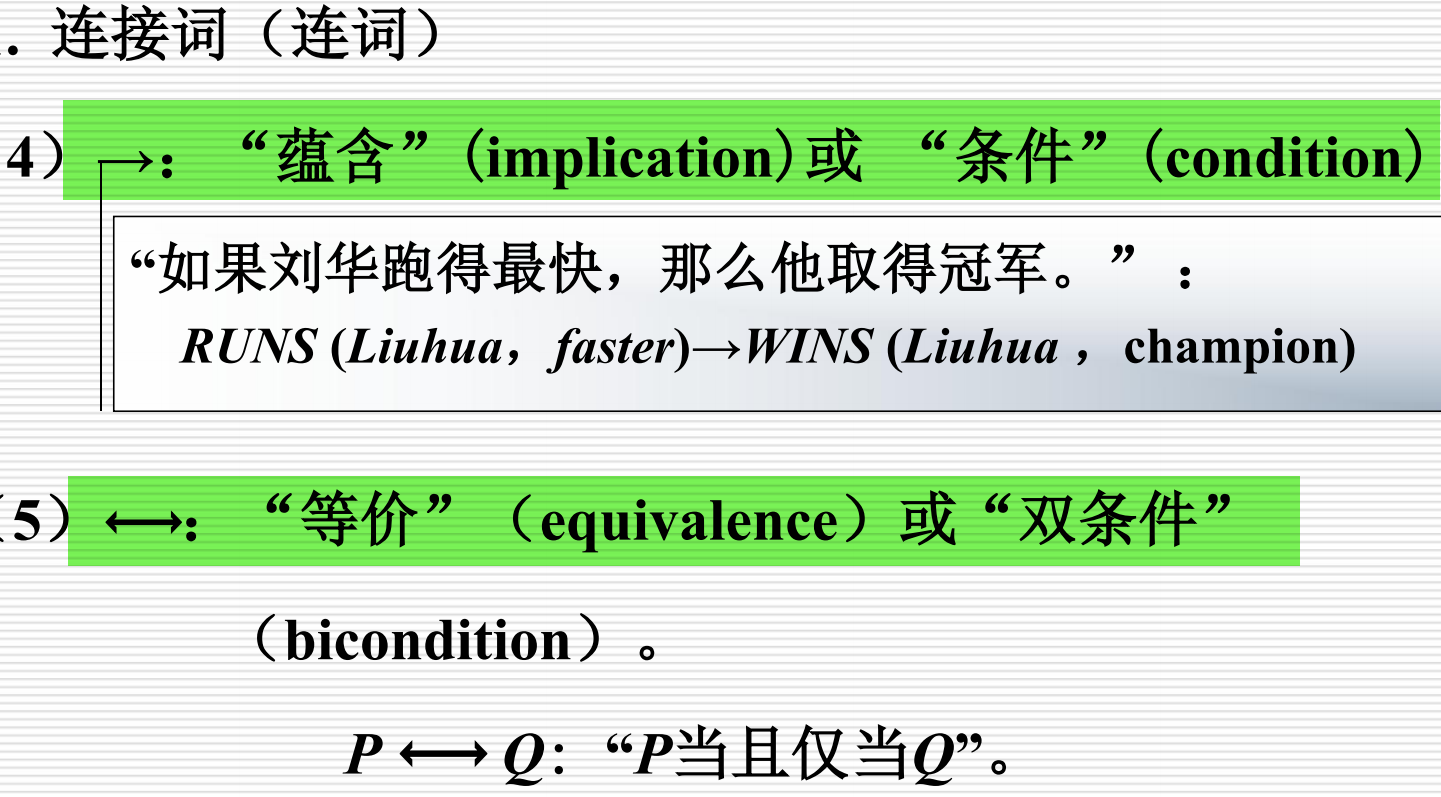 . 连接词（连词）
4） →： “蕴含”(implication)或 “条件”(condition)
“如果刘华跑得最快，那么他取得冠军。” ：
RUNS (Liuhua，faster)→WINS (Liuhua ，champion)
（5） ←→： “等价”（equivalence）或“双条件”
（bicondition）。
P ←→ Q：“P当且仅当Q”。